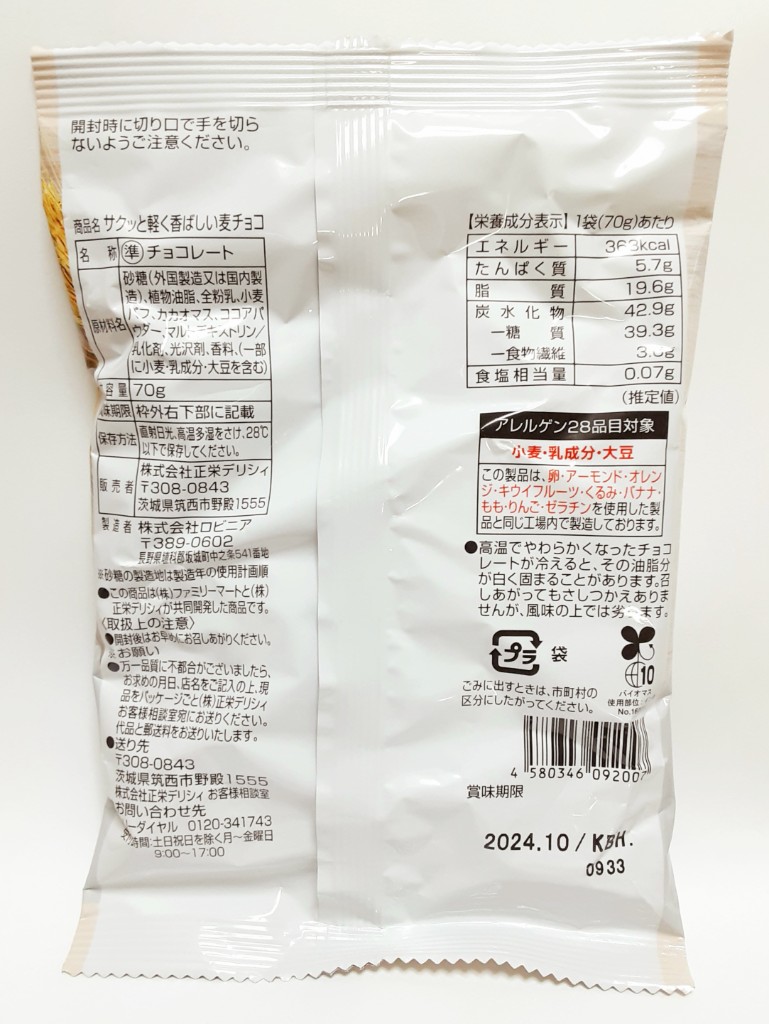 開封時に切り口で手を切ら
ないようご注意ください。
商品名 サクッと軽く香ばしい麦チョコ
名 称 準 チョコレート
原材料名 砂糖(外国製造又は国内製
造)、植物油脂、全粉乳、小麦
パフ、カカオマス、ココアパ
ウダー、マルトデキストリン/
乳化剤、光沢剤、香料、(一部
に小麦・乳成分・大豆を含む)
容量 70g
味期限 枠外右下部に記載
保存方法 直射日光、高温多湿をさけ、28℃
以下で保存してください。
販売者 株式会社正栄デリシィ
〒308-0843
茨城県筑西市野殿1555
製造者 株式会社ロビニア
〒389-0602
長野県埴科郡坂城町中之条541番地
※砂糖の製造地は製造年の使用計画順
●この商品は(株)ファミリーマートと(株)
正栄デリシィが共同開発した商品です。
〈取扱上の注意〉
●開封後はお早めにお召しあがりください。
お願い
●万一品質に不都合がございましたら、
お求めの月日、店名をご記入の上、現
品をパッケージごと(株)正栄デリシィ
お客様相談室宛にお送りください。
代品と郵送料をお送りいたします。
●送り先
〒308-0843
茨城県筑西市野殿1555
株式会社正栄デリシィ お客様相談室
お問い合わせ先
ーダイヤル 0120-341743
時間:土日祝日を除く月〜金曜日
9:00〜17:00
【栄養成分表示】1袋(70g)あたり
エネルギー 363kcal
たんぱく質 5.7g
脂質 19.6g
炭水化物 42.9g
―糖質 39.3g
―食物繊維
食塩相当量 0.07g
(推定値)
アレルゲン28品目対象
小麦・乳成分・大豆
この製品は、卵・アーモンド・オレン
ジ・キウイフルーツ・くるみ・バナナ・
もも・りんご・ゼラチンを使用した製
品と同じ工場内で製造しております。
●高温でやわらかくなったチョコ
レートが冷えると、その油脂分
が白く固まることがあります。召
しあがってもさしつかえありま
せんが、風味の上では劣ります。
プラ 袋
10
ごみに出すときは、市町村の
区分にしたがってください。
バイオマス
使用部位:
No.
4 580346 092007
賞味期限
2024.10/KBH.
0933